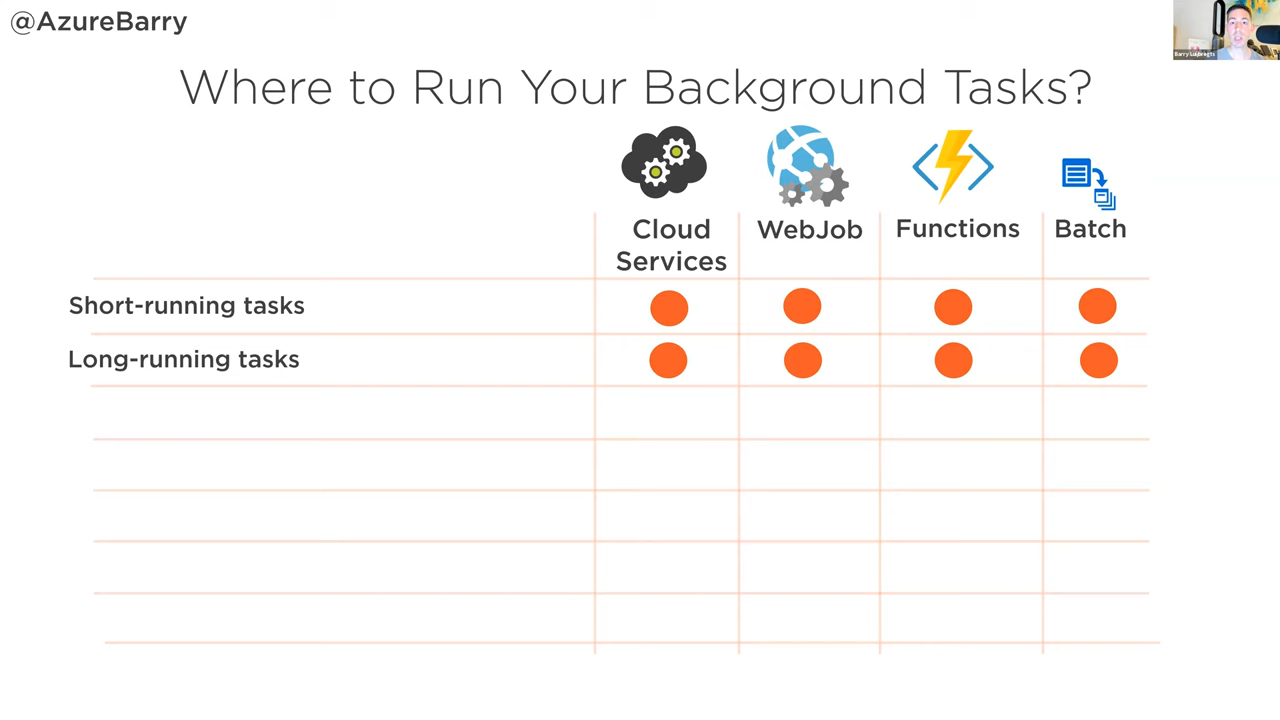 @AzureBarry
Where to Run Your Background Tasks?
Cloud
Services
WebJob
Functions
Batch
Short-running tasks
Long-running tasks